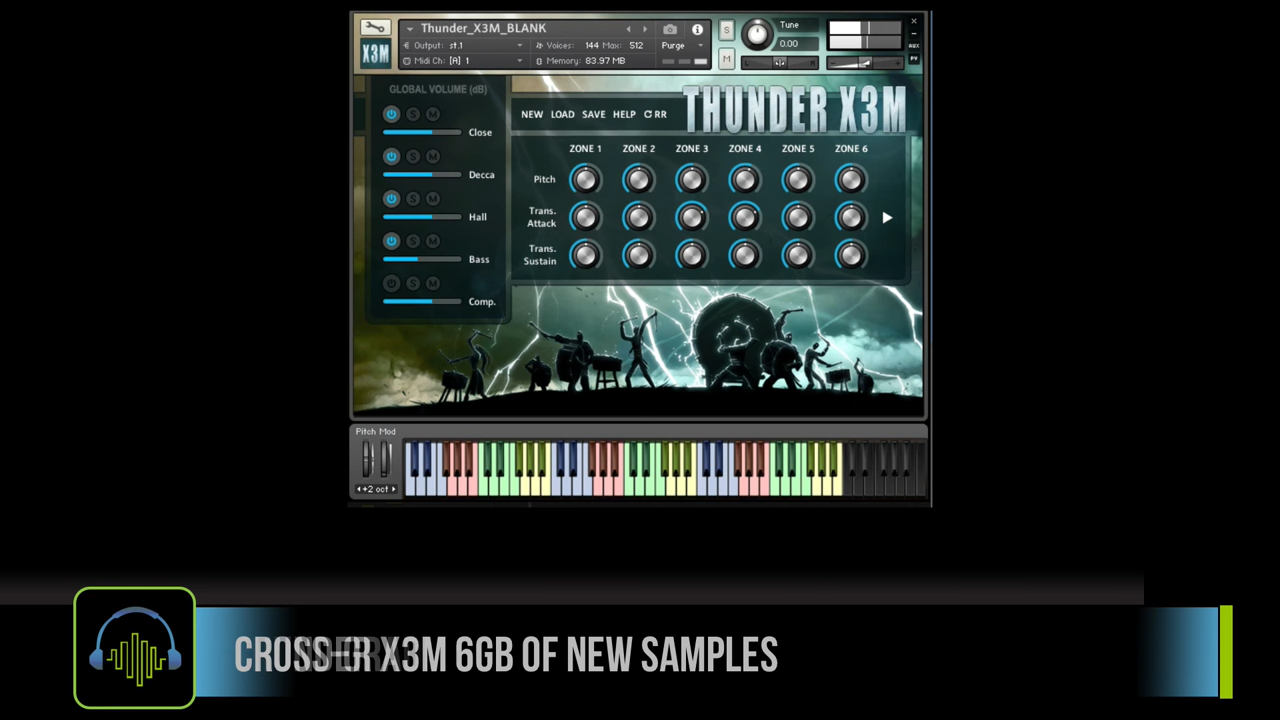 Thunder_X3M_BLANK
Output: st.1
Voices: 144 Max: 512
Purge
Midi Ch: [A] 1
Memory: 83.97 MB
X3M
S
M
Tune
0.00
L
R
AUX
PV
GLOBAL VOLUME (dB)
S M
Close
S M
Decca
S M
Hall
S M
Bass
S M
Comp.
NEW LOAD SAVE HELP RR
THUNDER X3M
ZONE 1 ZONE 2 ZONE 3 ZONE 4 ZONE 5 ZONE 6
Pitch
Trans. Attack
Trans. Sustain
Pitch Mod
+2 oct
X3M 6GB OF NEW SAMPLES